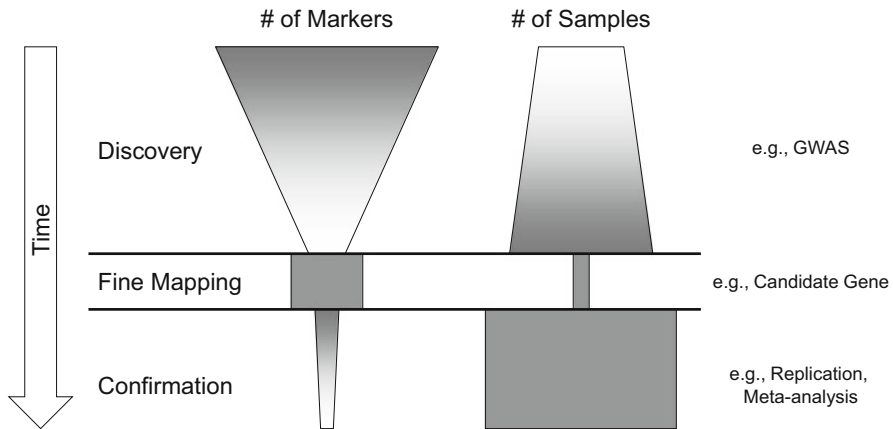 # of Markers
# of Samples
Time
Discovery
e.g., GWAS
Fine Mapping
e.g., Candidate Gene
Confirmation
e.g., Replication,
Meta-analysis